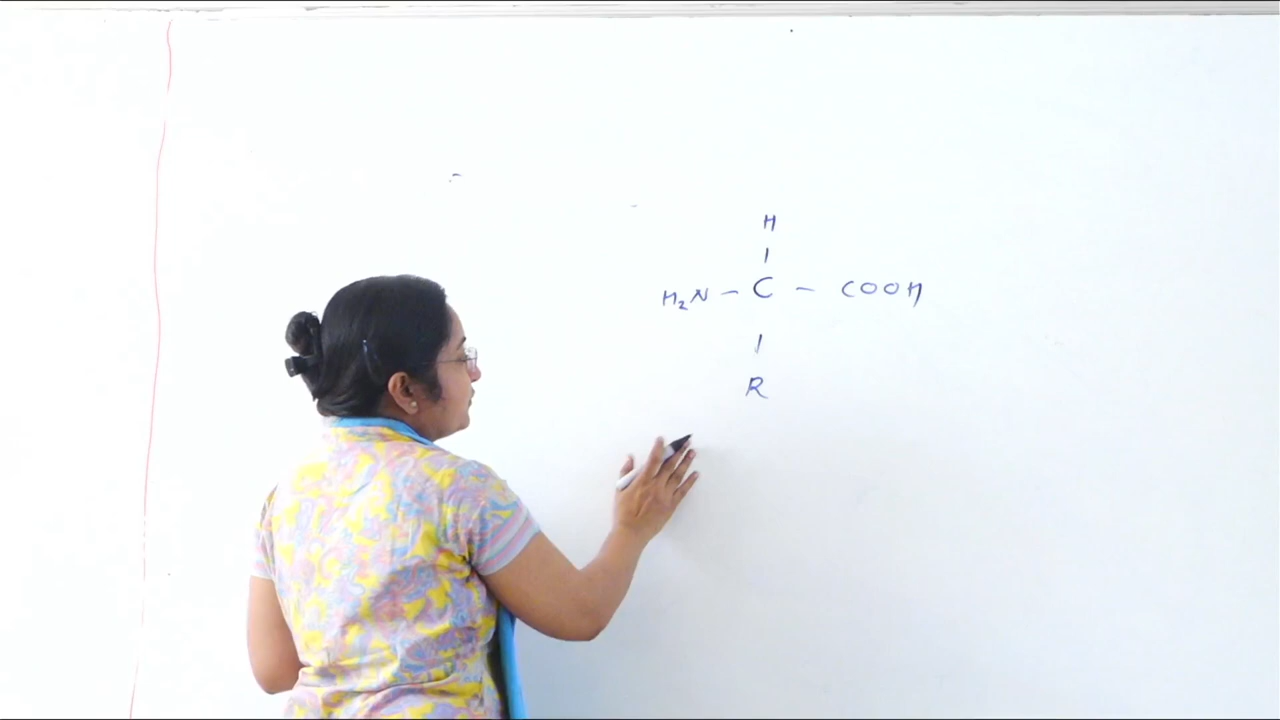 H
|
H₂N - C - COOH
|
R